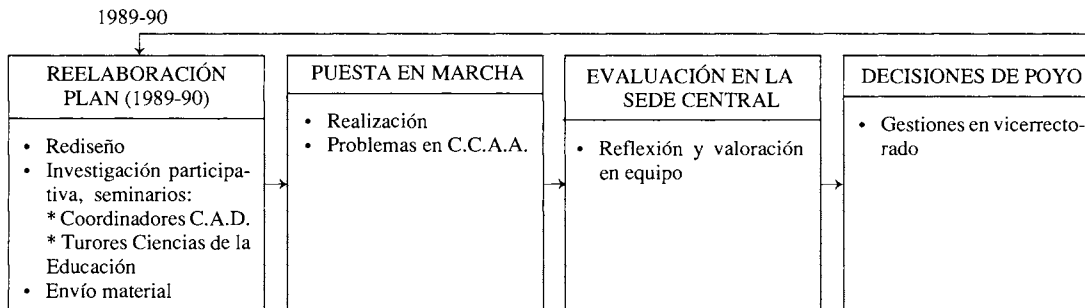 1989-90
REELABORACIÓN
PLAN (1989-90)
• Rediseño
• Investigación participa-
tiva, seminarios:
* Coordinadores C.A.D.
* Turores Ciencias de la
Educación
• Envío material
PUESTA EN MARCHA
• Realización
• Problemas en C.C.A.A.
EVALUACIÓN EN LA
SEDE CENTRAL
• Reflexión y valoración
en equipo
DECISIONES DE POYO
• Gestiones en vicerrecto-
rado